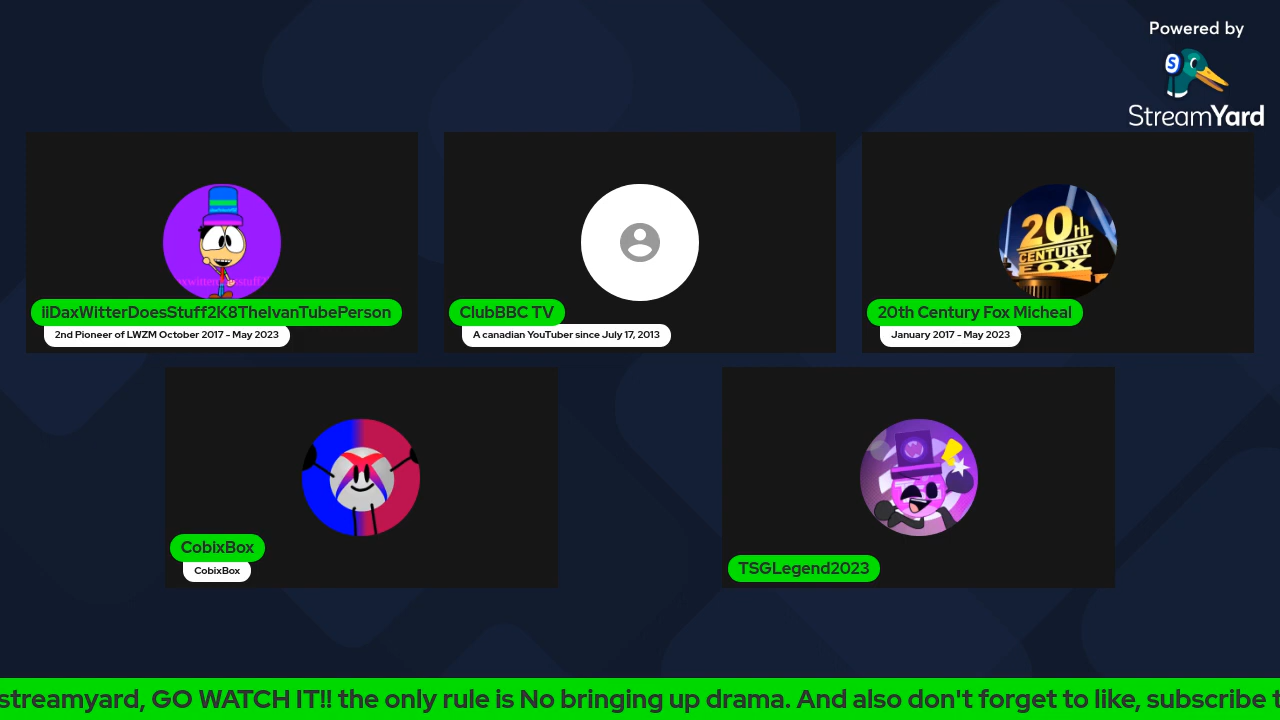 Powered by
StreamYard
20th
CENTURY
FOX
iiDaxWitterDoesStuff2K8TheIvanTubePerson
2nd Pioneer of LWZM October 2017 - May 2023
ClubBBC TV
A canadian YouTuber since July 17, 2013
20th Century Fox Micheal
January 2017 - May 2023
CobixBox
CobixBox
TSGLegend2023
streamyard, GO WATCH IT!! the only rule is No bringing up drama. And also don't forget to like, subscribe